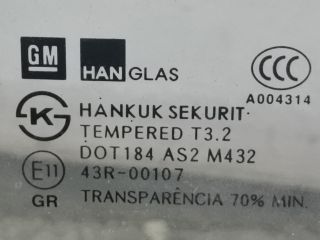 GM HAN GLAS CCC
A004314
K S HANKUK SEKURIT
TEMPERED T3.2
DOT184 AS2 M432
E11 43R-00107
GR TRANSPARÊNCIA 70% MIN.